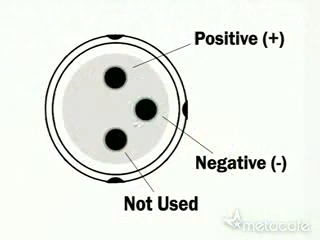 Positive (+)
Negative (-)
Not Used
metacafe